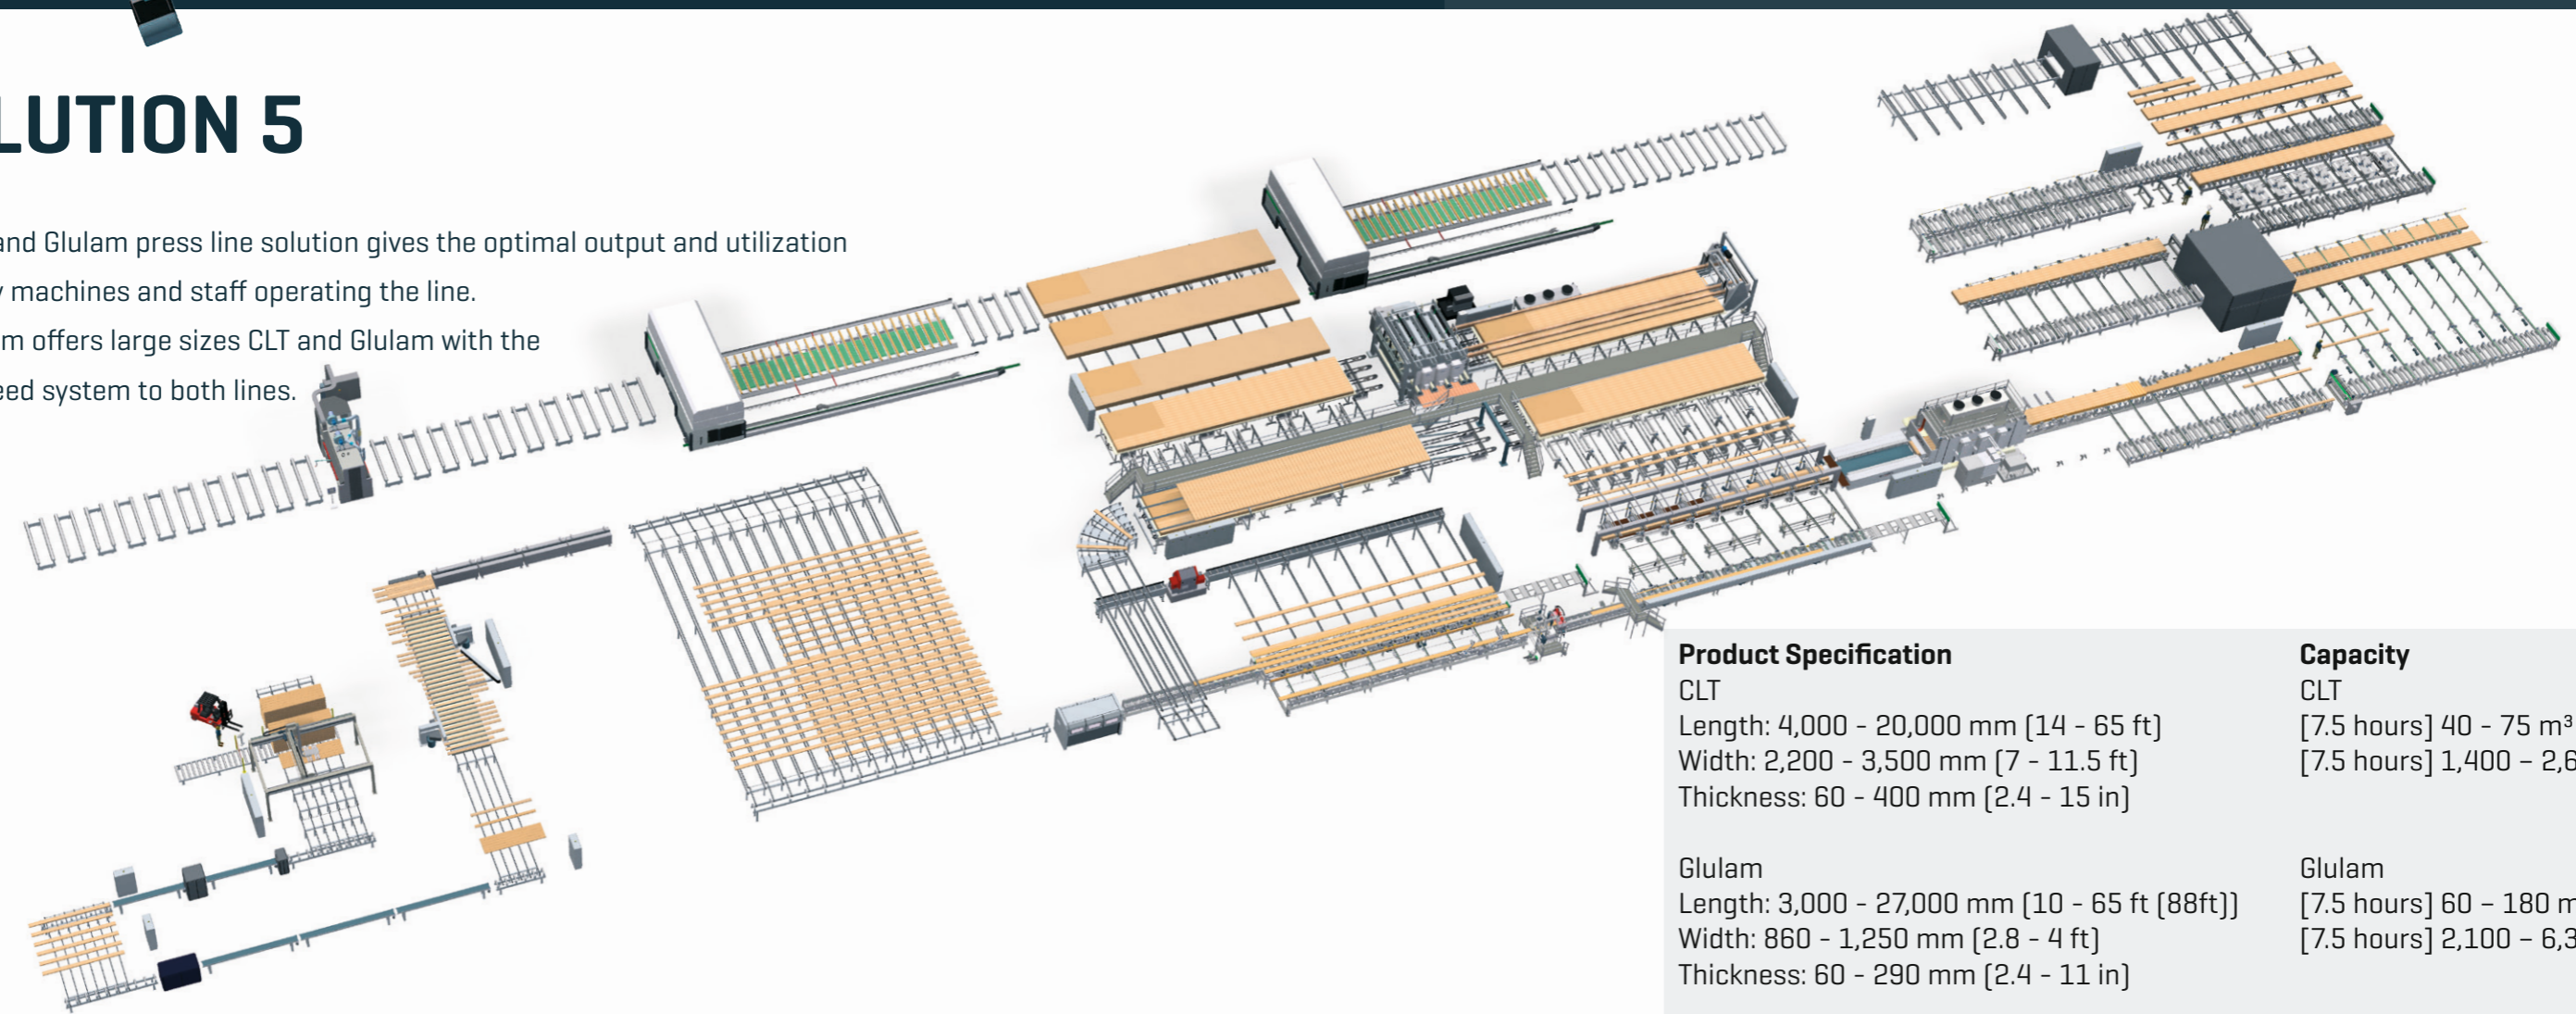 LUTION 5
and Glulam press line solution gives the optimal output and utilization
machines and staff operating the line.
m offers large sizes CLT and Glulam with the
eed system to both lines.
Product Specification
CLT
Length: 4,000 - 20,000 mm (14 - 65 ft)
Width: 2,200 - 3,500 mm (7 - 11.5 ft)
Thickness: 60 - 400 mm (2.4 - 15 in)
Glulam
Length: 3,000 - 27,000 mm (10 - 65 ft (88ft))
Width: 860 - 1,250 mm (2.8 - 4 ft)
Thickness: 60 - 290 mm (2.4 - 11 in)
Capacity
CLT
[7.5 hours] 40 - 75 m³
[7.5 hours] 1,400 – 2,6
Glulam
[7.5 hours] 60 – 180 m
[7.5 hours] 2,100 – 6,3